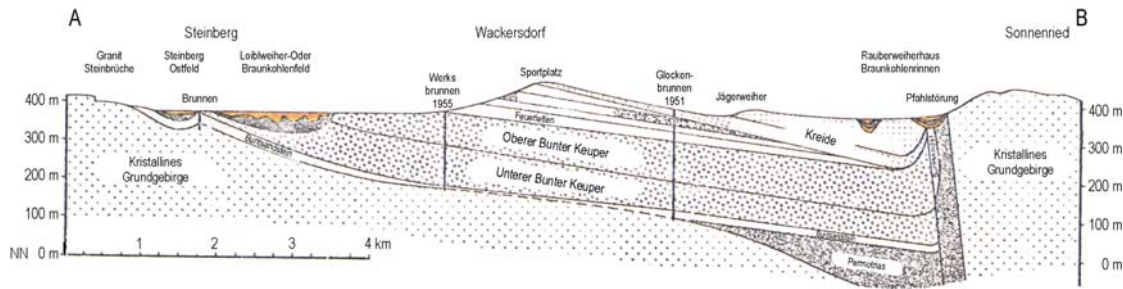 A
B
Steinberg
Wackersdorf
Sonnenried
Granit
Steinbrüche
Steinberg
Ostfeld
Loiblweiher-Oder
Braunkohlenfeld
Rauberweiherhaus
Braunkohlenrinnen
Brunnen
Werks
brunnen
1955
Sportplatz
Glocken-
brunnen
1951
Jägerweiher
Pfahlstörung
400 m
300 m
200 m
100 m
NN 0 m
400 m
300 m
200 m
100 m
0 m
Feuerletten
Kreide
Oberer Bunter Keuper
Unterer Bunter Keuper
Buntsandstein
Kristallines
Grundgebirge
Kristallines
Grundgebirge
Permotrias
1
2
3
4 km